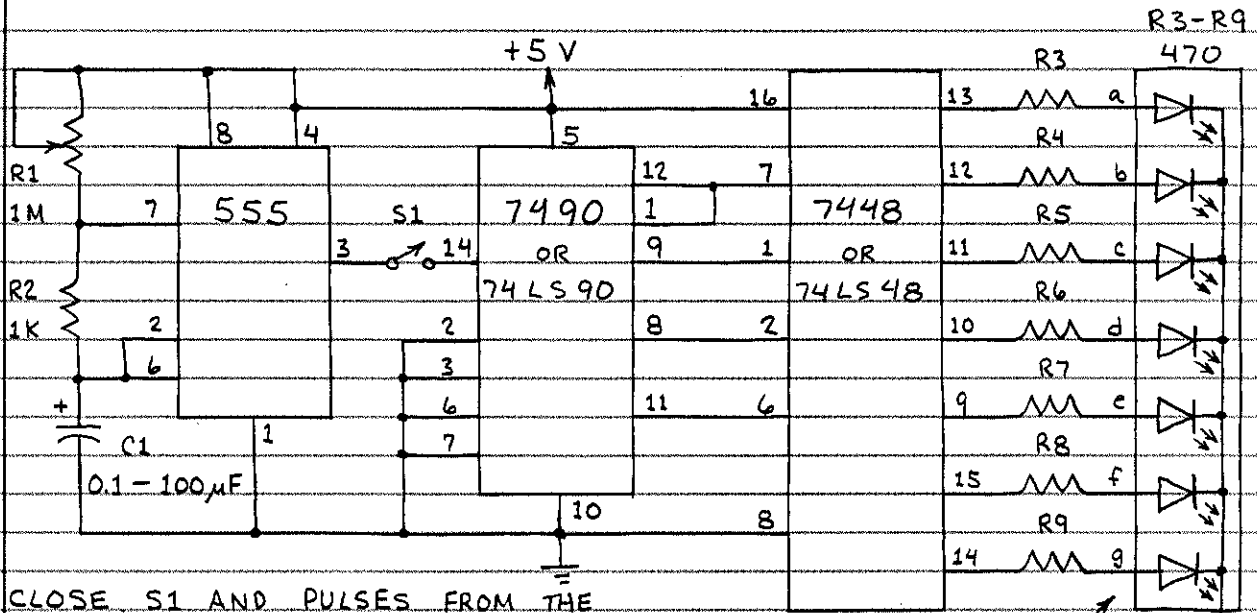 R3-R9
+5 V
R3
470
16
13
a
8
4
5
R4
R1
12
7
12
b
1M
7
555
S1
7490
1
7448
R5
3
14
OR
9
1
OR
11
c
R2
74LS90
74LS48
R6
1K
2
2
8
2
10
d
6
3
R7
+
6
11
6
9
e
C1
1
7
R8
0.1-100µF
15
f
10
8
R9
14
g
CLOSE S1 AND PULSES FROM THE